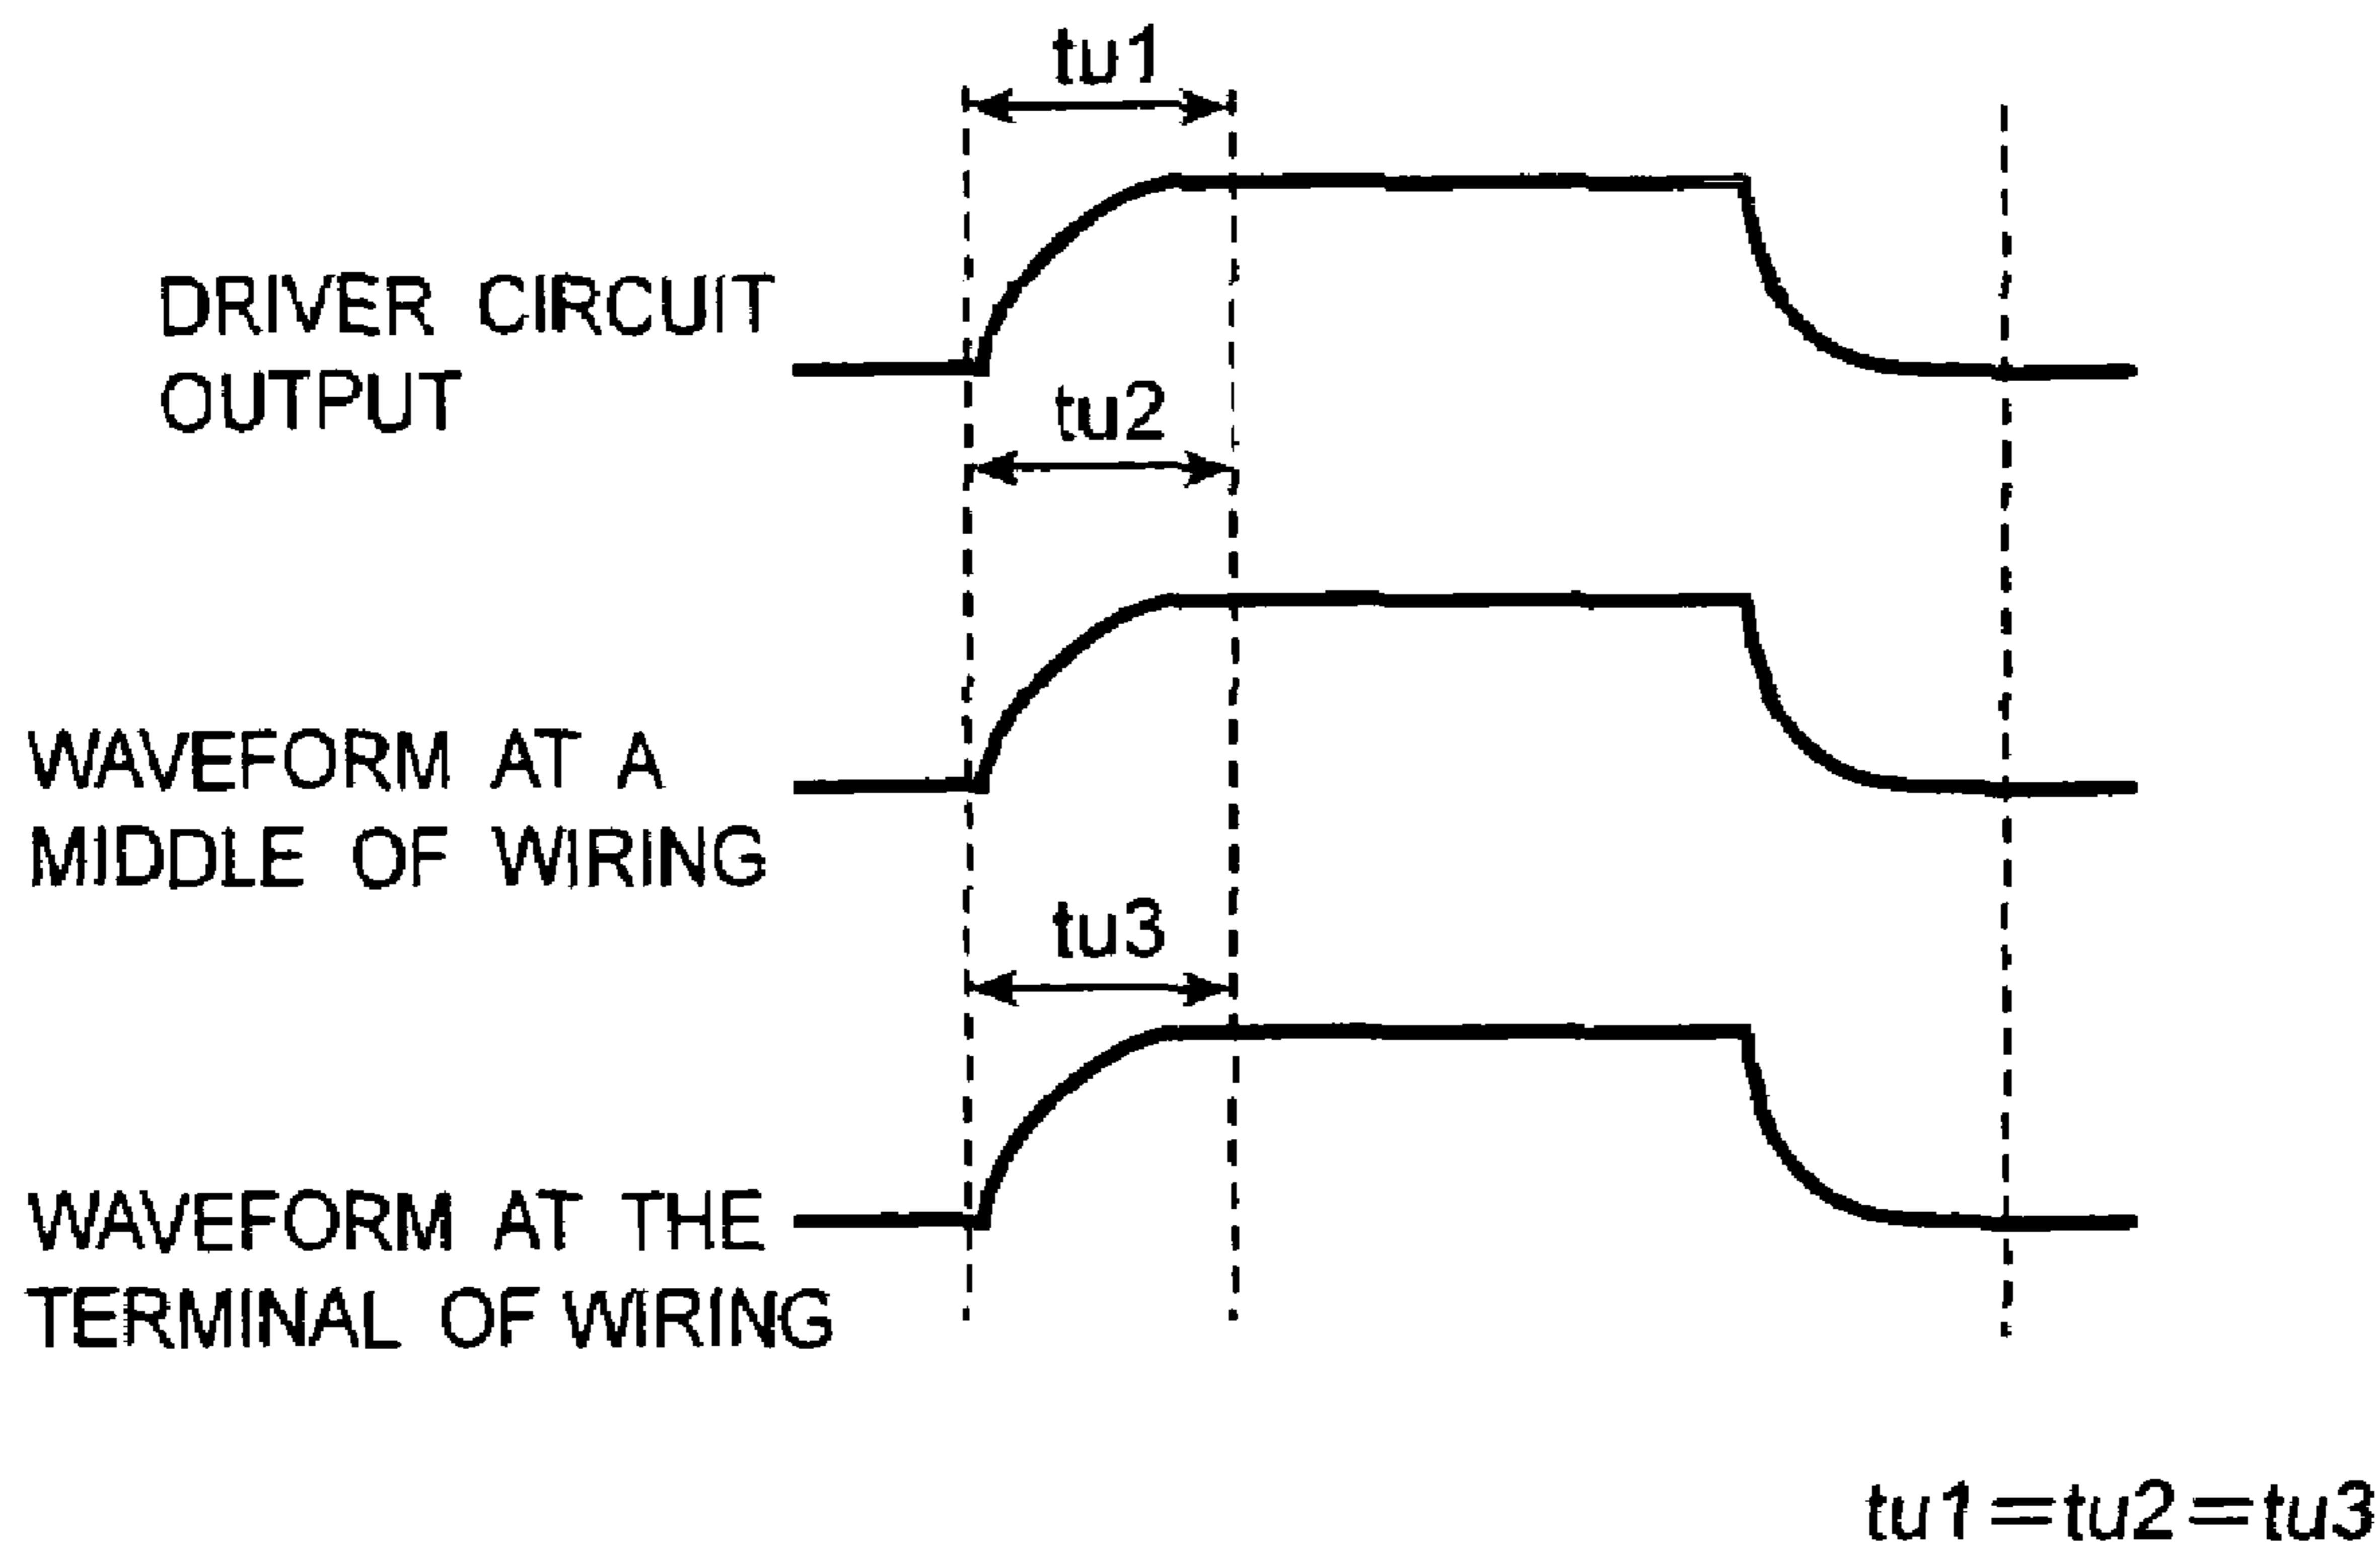 tu1
DRIVER CIRCUIT
OUTPUT
tu2
WAVEFORM AT A
MIDDLE OF WIRING
tu3
WAVEFORM AT THE
TERMINAL OF WIRING
tu1=tu2=tu3